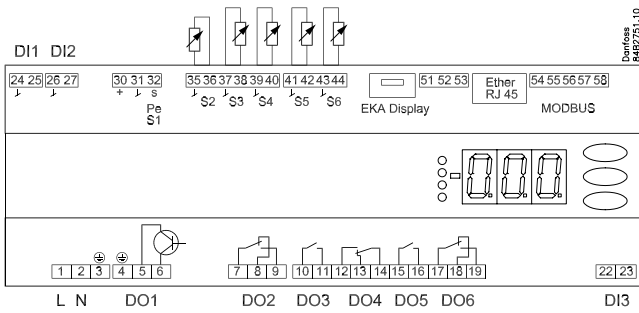 Danfoss
84B2751.10
DI1 DI2
24 25 26 27 30 31 32 35 36 37 38 39 40 41 42 43 44 51 52 53 54 55 56 57 58
+ s S2 S3 S4 S5 S6
Ether
RJ 45
EKA Display
MODBUS
Pe
S1
0.0.0
1 2 3 4 5 6 7 8 9 10 11 12 13 14 15 16 17 18 19 22 23
L N DO1 DO2 DO3 DO4 DO5 DO6 DI3